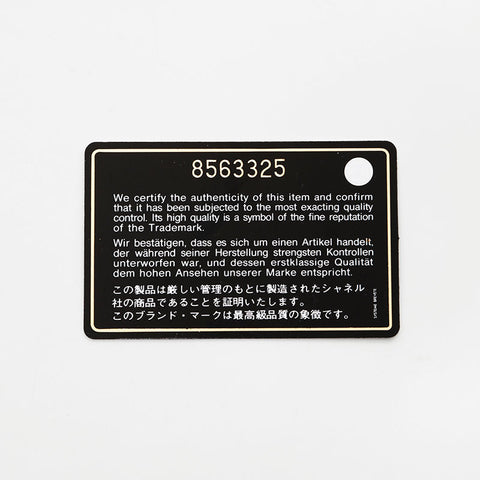 8563325
We certify the authenticity of this item and confirm
that it has been subjected to the most exacting quality
control. Its high quality is a symbol of the fine reputation
of the Trademark.
Wir bestätigen, dass es sich um einen Artikel handelt,
der während seiner Herstellung strengsten Kontrollen
unterworfen war, und dessen erstklassige Qualität
dem hohen Ansehen unserer Marke entspricht.
この製品は厳しい管理のもとに製造されたシャネル
社の商品であることを証明いたします。
このブランド・マークは最高級品質の象徴です。